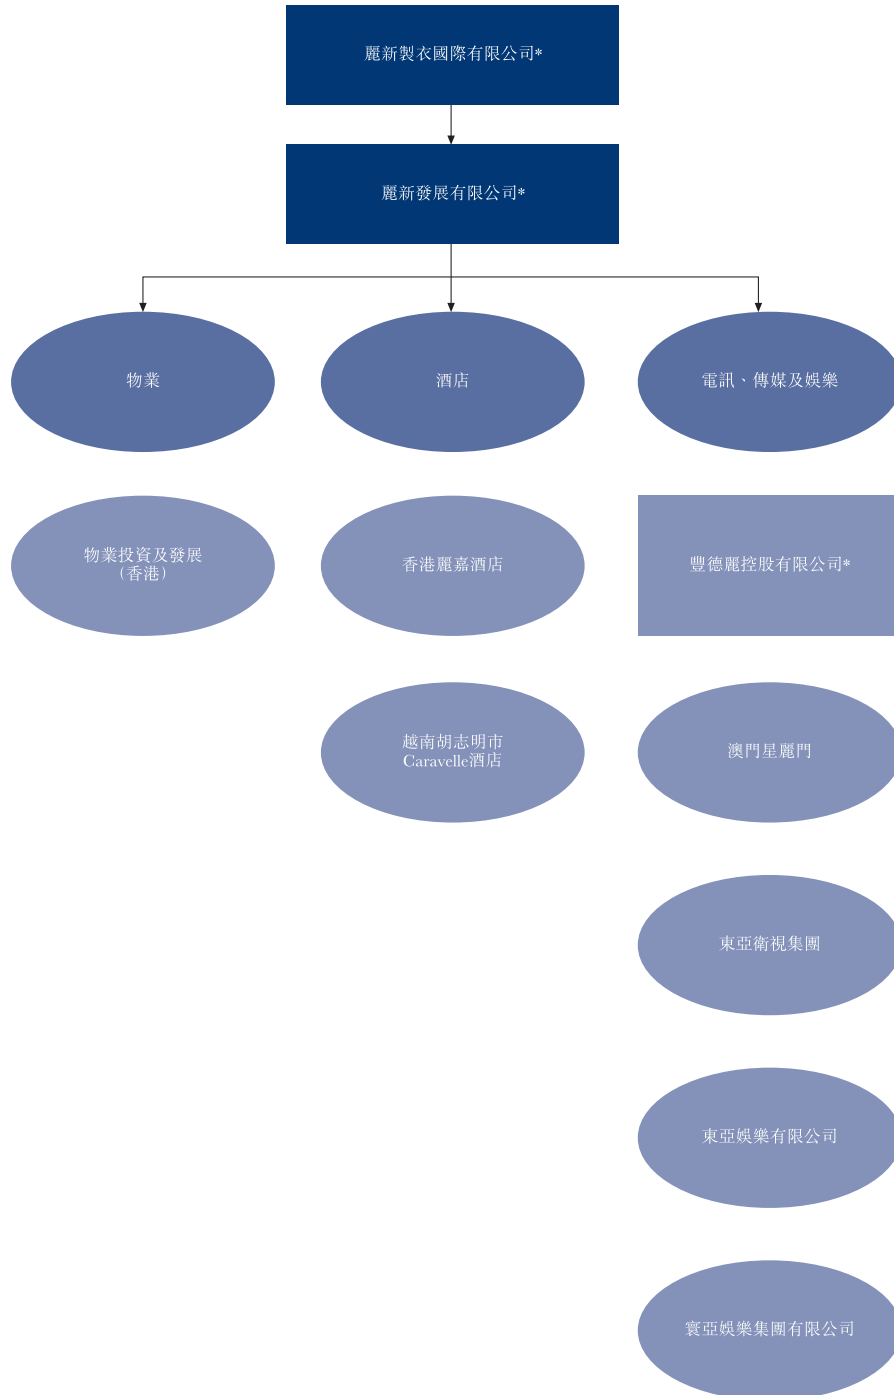 麗新製衣國際有限公司*
麗新發展有限公司*
物業
酒店
電訊、傳媒及娛樂
物業投資及發展
（香港）
香港麗嘉酒店
豐德麗控股有限公司*
越南胡志明市
Caravelle酒店
澳門星麗門
東亞衛視集團
東亞娛樂有限公司
寰亞娛樂集團有限公司